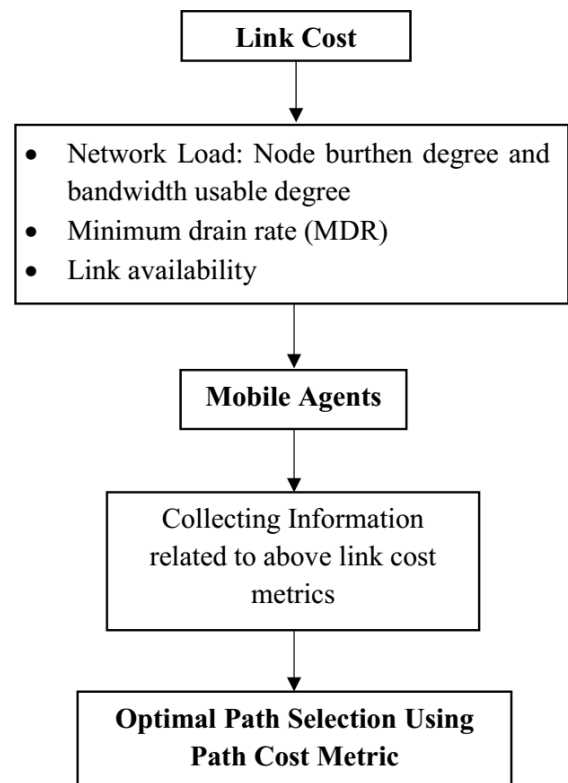 Link Cost
• Network Load: Node burthen degree and
bandwidth usable degree
• Minimum drain rate (MDR)
• Link availability
Mobile Agents
Collecting Information
related to above link cost
metrics
Optimal Path Selection Using
Path Cost Metric